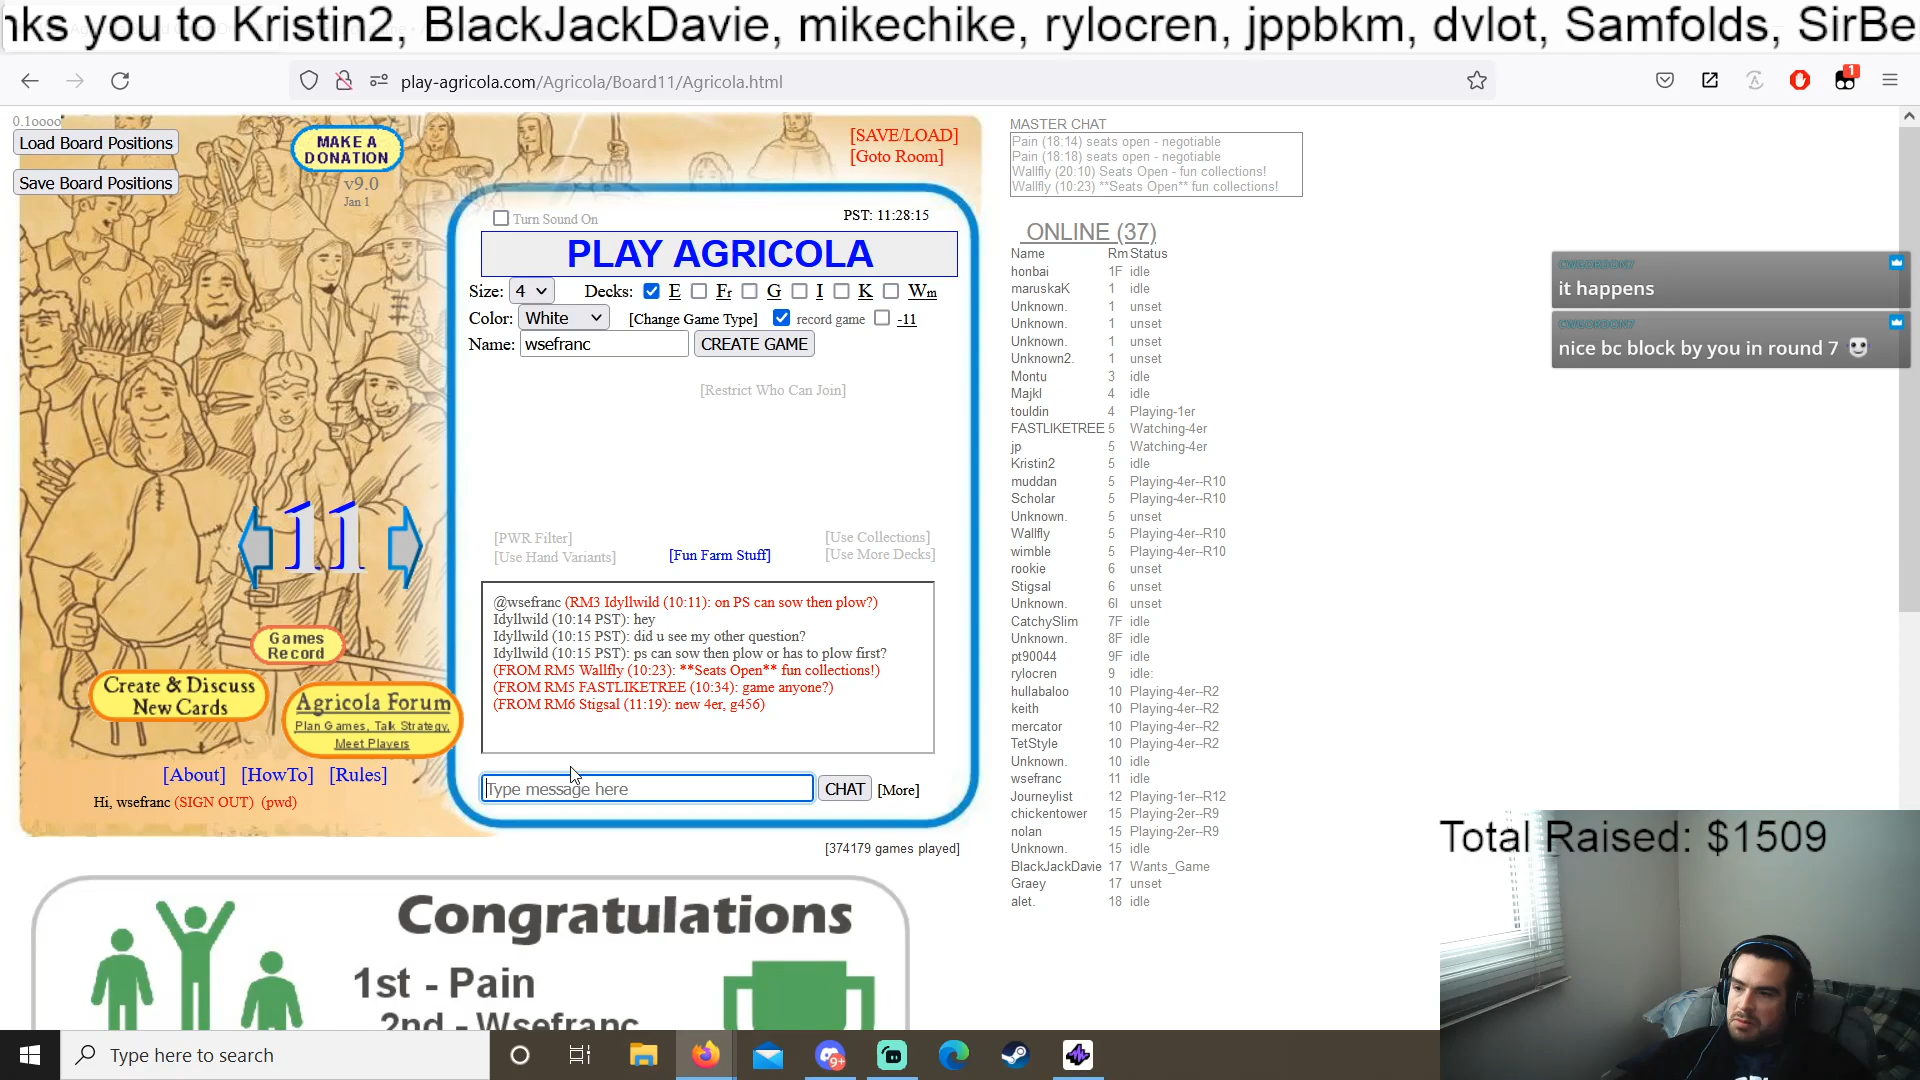 nks you to Kristin2, BlackJackDavie, mikechike, rylocren, jppbkm, dvlot, Samfolds, SirBe
play-agricola.com/Agricola/Board11/Agricola.html
1
0.1oooo
Load Board Positions
Save Board Positions
MAKE A
DONATION
v9.0
Jan 1
[SAVE/LOAD]
[Goto Room]
Turn Sound On
PST: 11:28:15
PLAY AGRICOLA
Size: 4 Decks: E Fr G I K Wm
Color: White [Change Game Type] record game -11
Name: wsefranc CREATE GAME
[Restrict Who Can Join]
11
[PWR Filter] [Use Collections]
[Use Hand Variants] [Fun Farm Stuff] [Use More Decks]
@wsefranc (RM3 Idyllwild (10:11): on PS can sow then plow?)
Idyllwild (10:14 PST): hey
Idyllwild (10:15 PST): did u see my other question?
Idyllwild (10:15 PST): ps can sow then plow or has to plow first?
(FROM RM5 Wallfly (10:23): **Seats Open** fun collections!)
(FROM RM5 FASTLIKETREE (10:34): game anyone?)
(FROM RM6 Stigsal (11:19): new 4er, g456)
Type message here CHAT [More]
Games
Record
Create & Discuss
New Cards
Agricola Forum
Plan Games, Talk Strategy,
Meet Players
[About] [HowTo] [Rules]
Hi, wsefranc (SIGN OUT) (pwd)
[374179 games played]
Congratulations
1st - Pain
2nd - Wsefranc
MASTER CHAT
Pain (18:14) seats open - negotiable
Pain (18:18) seats open - negotiable
Wallfly (20:10) Seats Open - fun collections!
Wallfly (10:23) **Seats Open** fun collections!
ONLINE (37)
Name Rm Status
honbai 1F idle
maruskaK 1 idle
Unknown. 1 unset
Unknown. 1 unset
Unknown. 1 unset
Unknown2. 1 unset
Montu 3 idle
Majkl 4 idle
touldin 4 Playing-1er
FASTLIKETREE 5 Watching-4er
jp 5 Watching-4er
Kristin2 5 idle
muddan 5 Playing-4er--R10
Scholar 5 Playing-4er--R10
Unknown. 5 unset
Wallfly 5 Playing-4er--R10
wimble 5 Playing-4er--R10
rookie 6 unset
Stigsal 6 unset
Unknown. 6I unset
CatchySlim 7F idle
Unknown. 8F idle
pt90044 9F idle
rylocren 9 idle:
hullabaloo 10 Playing-4er--R2
keith 10 Playing-4er--R2
mercator 10 Playing-4er--R2
TetStyle 10 Playing-4er--R2
Unknown. 10 idle
wsefranc 11 idle
Journeylist 12 Playing-1er--R12
chickentower 15 Playing-2er--R9
nolan 15 Playing-2er--R9
Unknown. 15 idle
BlackJackDavie 17 Wants_Game
Graey 17 unset
alet. 18 idle
CWGORDON7
it happens
CWGORDON7
nice bc block by you in round 7
Total Raised: $1509
Type here to search
9+